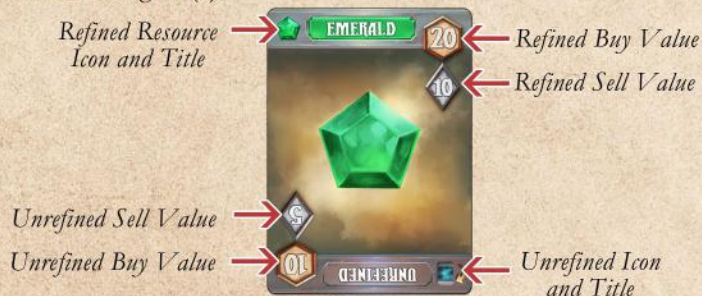 Refined Resource
Icon and Title
EMERALD
20
Refined Buy Value
10
Refined Sell Value
Unrefined Sell Value
5
Unrefined Buy Value
10
UNREFINED
Unrefined Icon
and Title